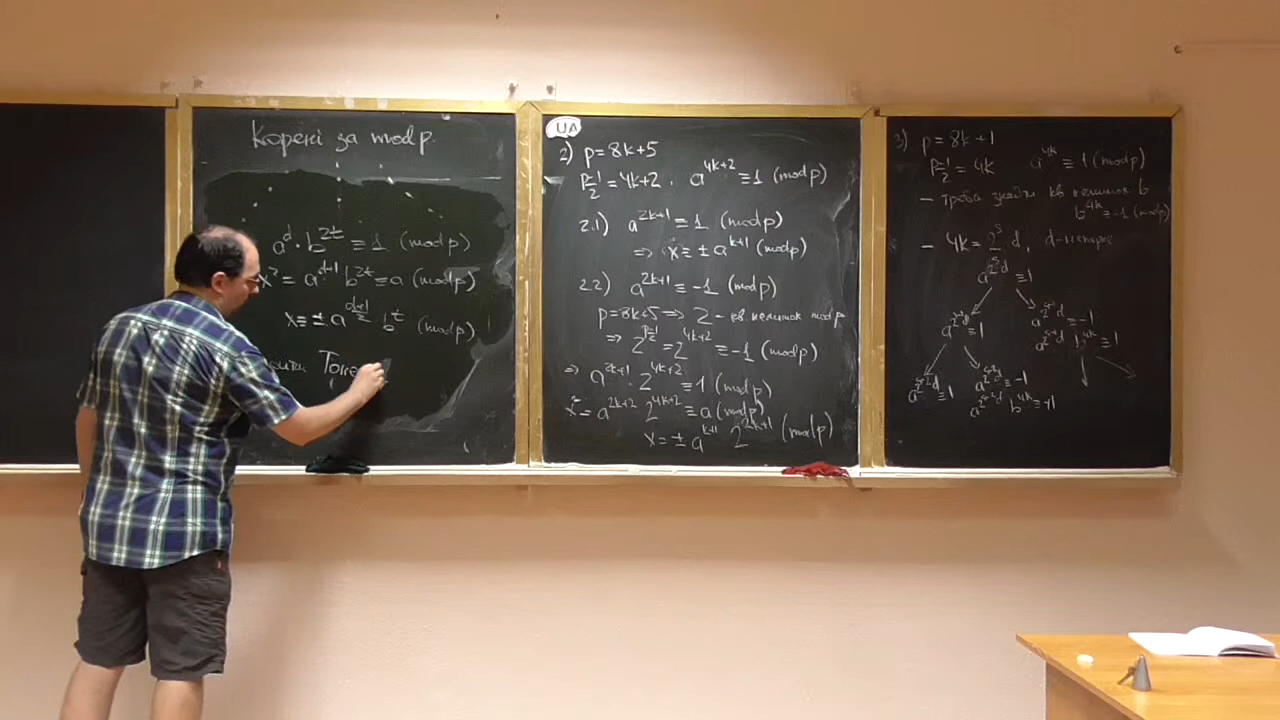 Корені за mod p.
a^d · b^{2t} ≡ 1 (mod p)
x² = a^{d+1} b^{2t} ≡ a (mod p)
x ≡ ± a^{\frac{d+1}{2}} b^t (mod p)
UA
2) p = 8k+5
\frac{p-1}{2} = 4k+2. a^{4k+2} ≡ 1 (mod p)
2.1) a^{2k+1} ≡ 1 (mod p)
⇒ x ≡ ± a^{k+1} (mod p)
2.2) a^{2k+1} ≡ -1 (mod p)
p = 8k+5 ⇒ 2 - кв. нелишок mod p
⇒ 2^{\frac{p-1}{2}} = 2^{4k+2} ≡ -1 (mod p)
⇒ a^{2k+1} · 2^{4k+2} ≡ 1 (mod p)
x² = a^{2k+2} 2^{4k+2} ≡ a (mod p)
x = ± a^{k+1} 2^{2k+1} (mod p)
3) p = 8k+1
\frac{p-1}{2} = 4k a^{4k} ≡ 1 (mod p)
- треба знайти кв нелишок b
b^{4k} ≡ -1 (mod p)
- 4k = 2^s · d, d-непарне
a^{2^s d} ≡ 1
a^{2^{s-1} d} ≡ 1 a^{2^{s-1} d} ≡ -1
a^{2^{s-1} d} b^{4k} ≡ 1
a^{2^{s-2} d} ≡ 1 a^{2^{s-2} d} ≡ -1
a^{2^{s-2} d} b^{4k} ≡ +1